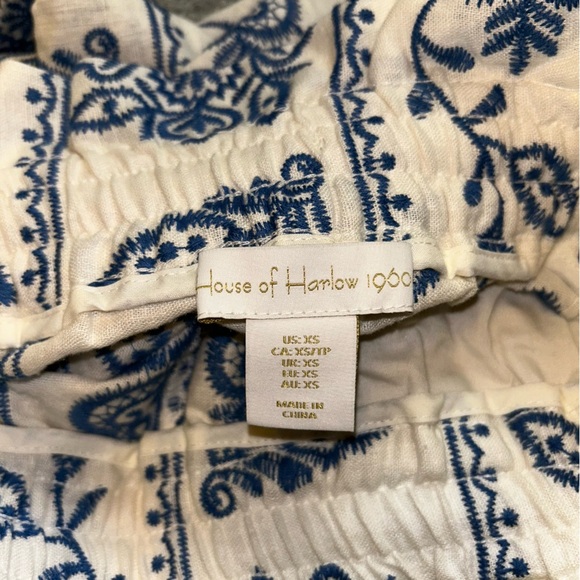 House of Harlow 1960
US: XS
CA: XS/TP
UK: XS
EU: XS
AU: XS
MADE IN
CHINA